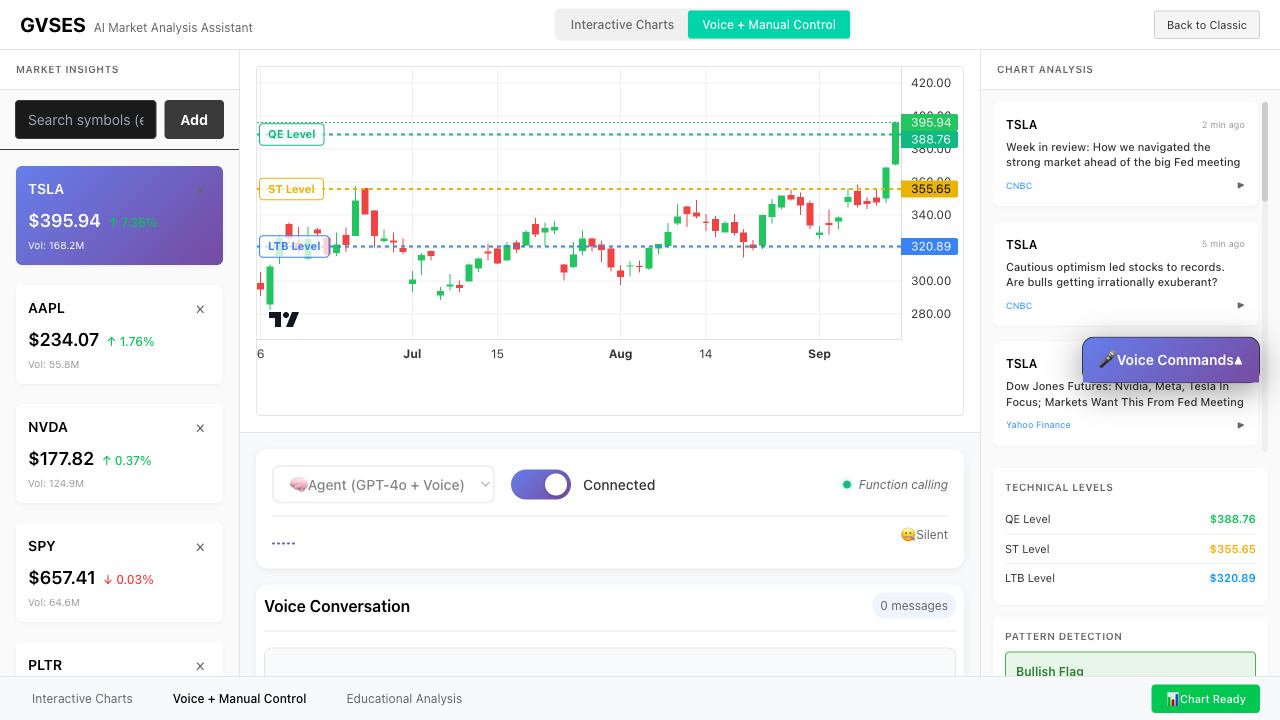 GVSES AI Market Analysis Assistant
Interactive Charts
Voice + Manual Control
Back to Classic
MARKET INSIGHTS
Search symbols (e
Add
TSLA ×
$395.94 ↑ 7.36%
Vol: 168.2M
AAPL ×
$234.07 ↑ 1.76%
Vol: 55.8M
NVDA ×
$177.82 ↑ 0.37%
Vol: 124.9M
SPY ×
$657.41 ↓ 0.03%
Vol: 64.6M
PLTR ×
420.00
400.00
395.94
388.76
380.00
360.00
355.65
340.00
320.89
300.00
280.00
QE Level
ST Level
LTB Level
6 Jul 15 Aug 14 Sep
🧠Agent (GPT-4o + Voice)
Connected
Function calling
🤐Silent
Voice Conversation
0 messages
CHART ANALYSIS
TSLA 2 min ago
Week in review: How we navigated the
strong market ahead of the big Fed meeting
CNBC ▶
TSLA 5 min ago
Cautious optimism led stocks to records.
Are bulls getting irrationally exuberant?
CNBC ▶
TSLA
🎤Voice Commands▲
Dow Jones Futures: Nvidia, Meta, Tesla In
Focus; Markets Want This From Fed Meeting
Yahoo Finance ▶
TECHNICAL LEVELS
QE Level $388.76
ST Level $355.65
LTB Level $320.89
PATTERN DETECTION
Bullish Flag
Interactive Charts
Voice + Manual Control
Educational Analysis
📊Chart Ready